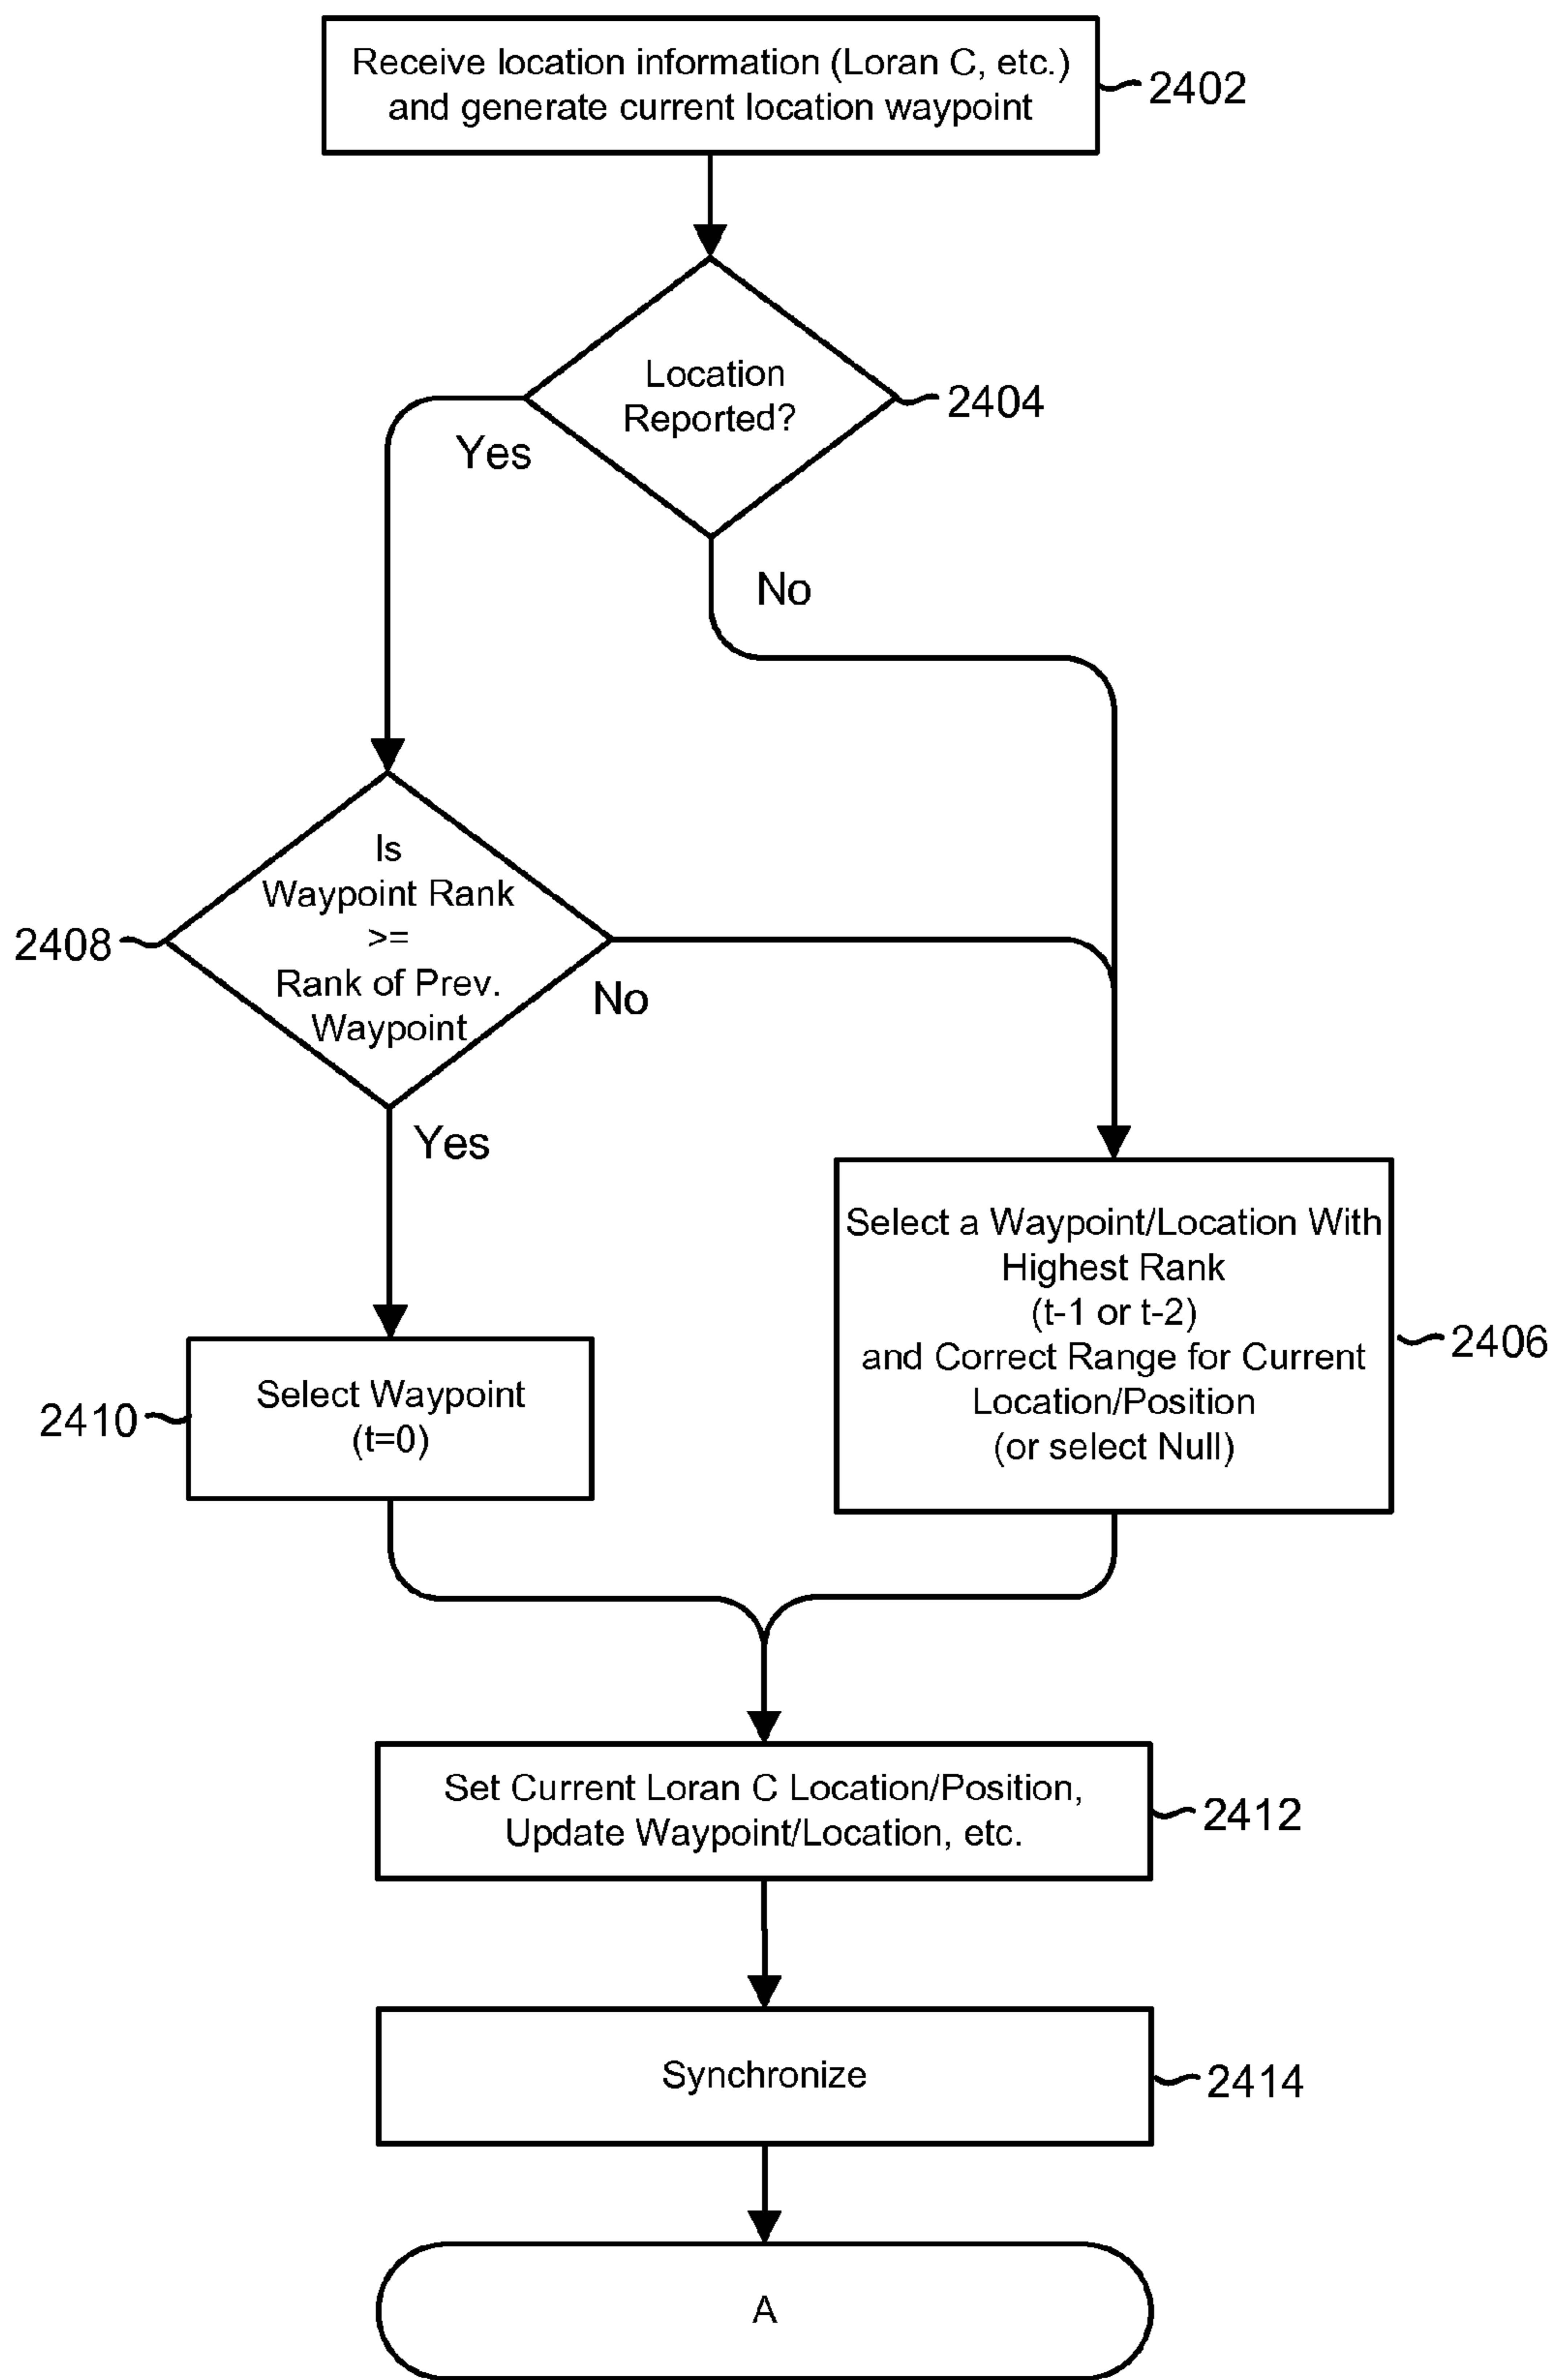 Receive location information (Loran C, etc.)
and generate current location waypoint
2402
Location
Reported?
2404
Yes
No
Is
Waypoint Rank
>=
Rank of Prev.
Waypoint
2408
No
Yes
Select a Waypoint/Location With
Highest Rank
(t-1 or t-2)
and Correct Range for Current
Location/Position
(or select Null)
2406
Select Waypoint
(t=0)
2410
Set Current Loran C Location/Position,
Update Waypoint/Location, etc.
2412
Synchronize
2414
A